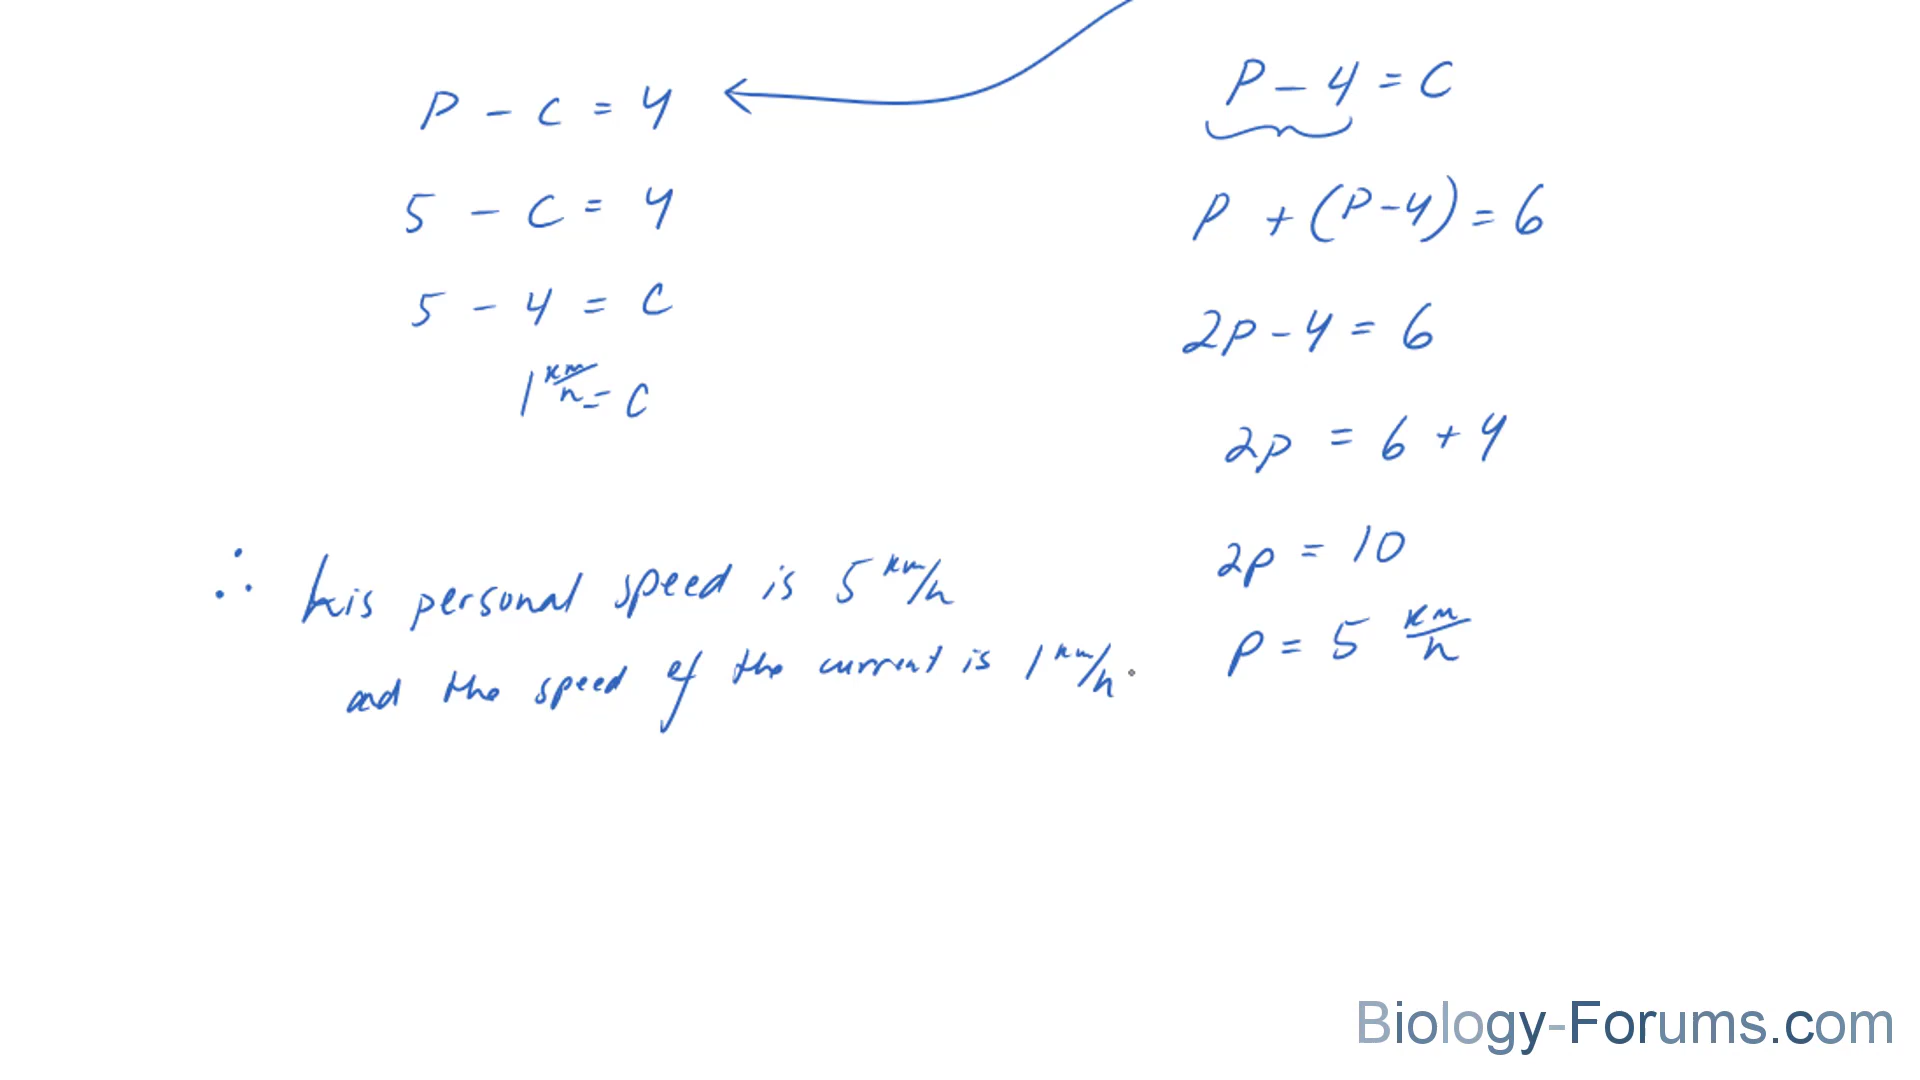 P - c = 4
5 - c = 4
5 - 4 = c
1 km/h = c
∴ his personal speed is 5 km/h
and the speed of the current is 1 km/h.
P - 4 = C
P + (P-4) = 6
2p - 4 = 6
2p = 6 + 4
2p = 10
p = 5 km/h
Biology-Forums.com